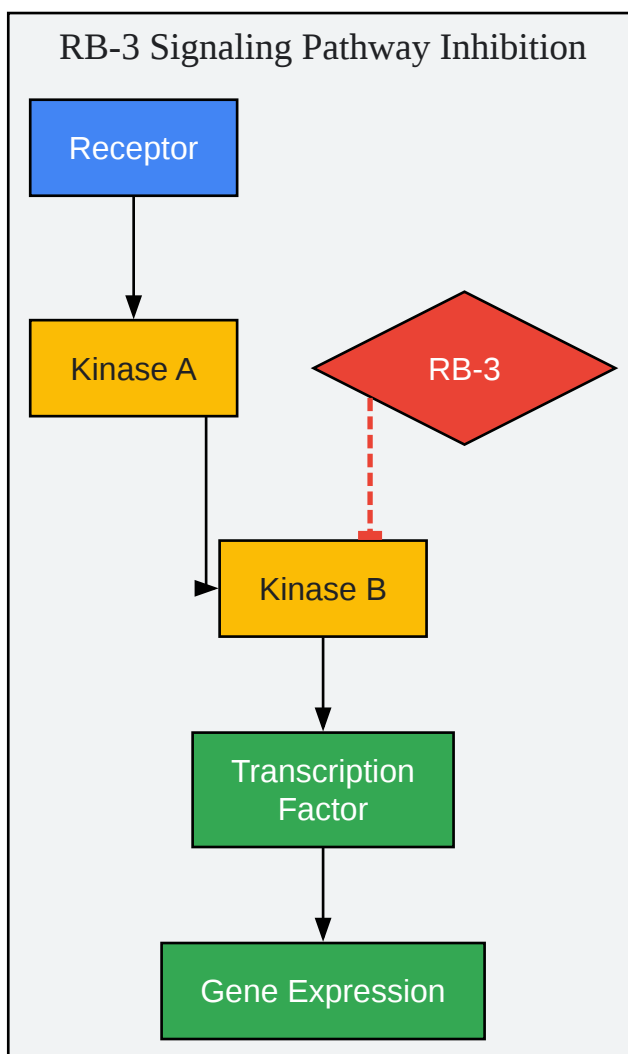 RB-3 Signaling Pathway Inhibition
Receptor
Kinase A
RB-3
Kinase B
Transcription
Factor
Gene Expression